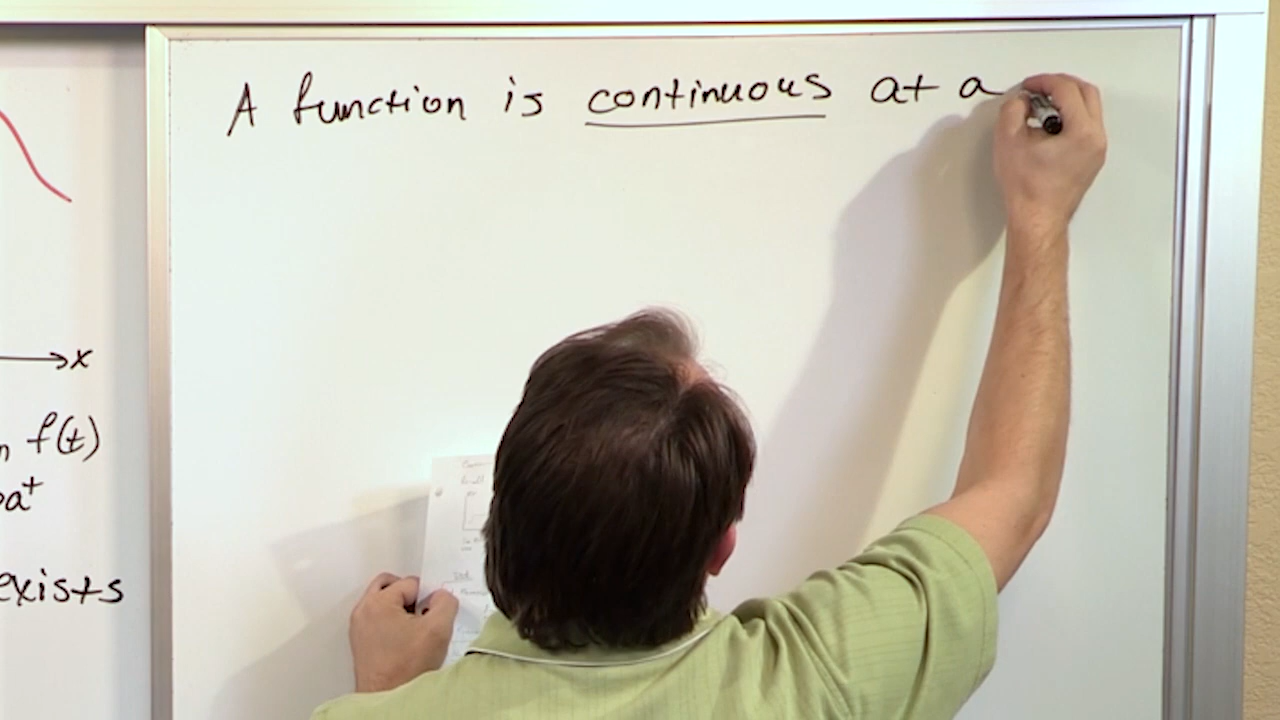 A function is continuous at a
x
f(t)
a⁺
exists